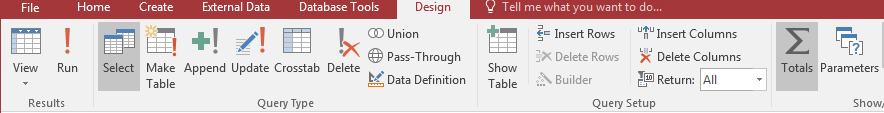 File Home Create External Data Database Tools Design Tell me what you want to do...
View Run Select Make Table Append Update Crosstab Delete
Union
Pass-Through
Data Definition
Show Table
Insert Rows
Delete Rows
Builder
Insert Columns
Delete Columns
Return: All
Totals Parameters
Results Query Type Query Setup Show/